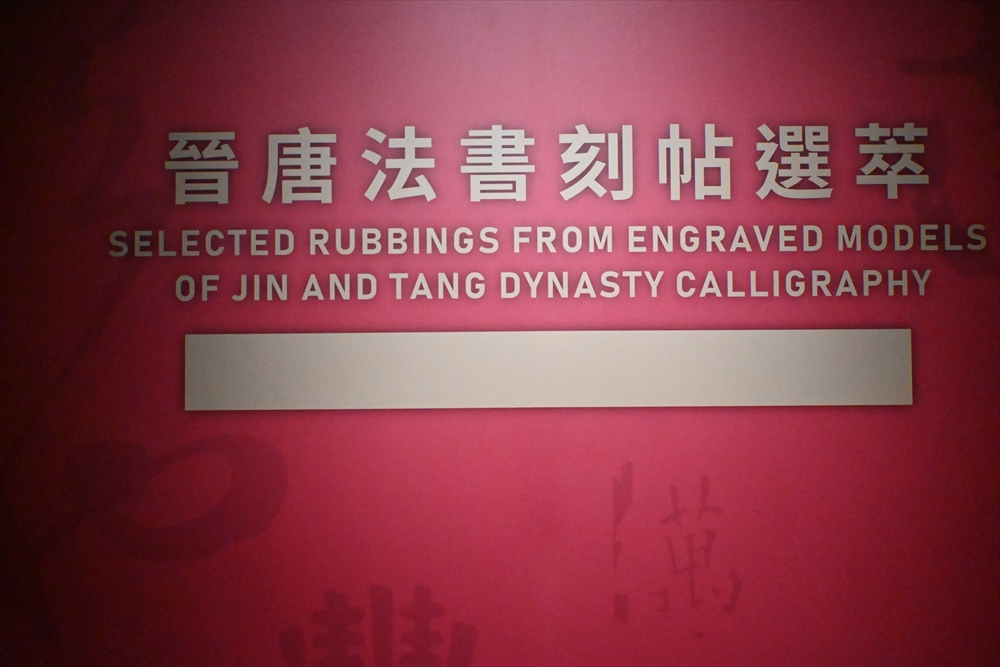 晉唐法書刻帖選萃
SELECTED RUBBINGS FROM ENGRAVED MODELS
OF JIN AND TANG DYNASTY CALLIGRAPHY